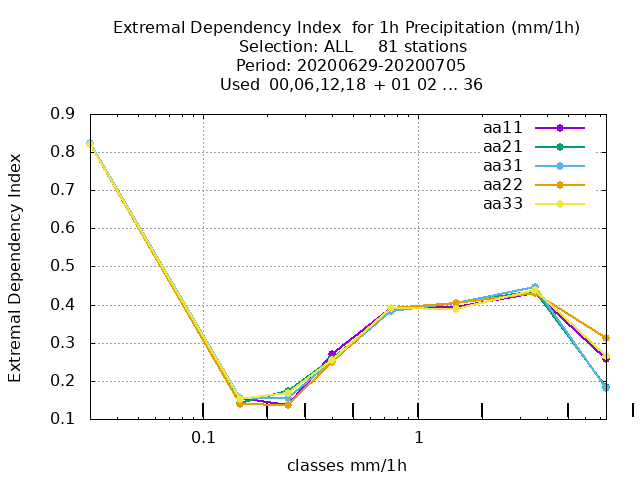 Extremal Dependency Index  for 1h Precipitation (mm/1h)
Selection: ALL     81 stations
Period: 20200629-20200705
Used  00,06,12,18  + 01 02 ... 36
0.9
0.8
0.7
0.6
0.5
0.4
0.3
0.2
0.1
Extremal Dependency Index
aa11
aa21
aa31
aa22
aa33
0.1
1
classes mm/1h